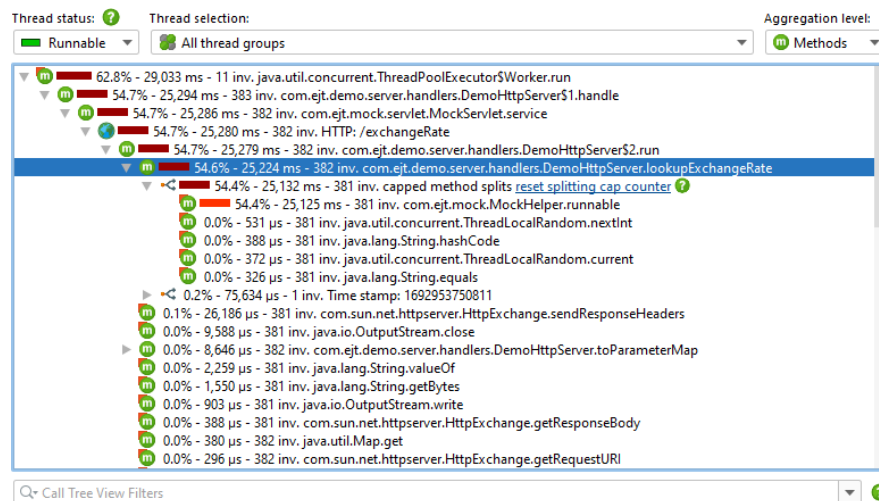 Thread status:
Thread selection:
Aggregation level:
Runnable
All thread groups
Methods
62.8% - 29,033 ms - 11 inv. java.util.concurrent.ThreadPoolExecutor$Worker.run
54.7% - 25,294 ms - 383 inv. com.ejt.demo.server.handlers.DemoHttpServer$1.handle
54.7% - 25,286 ms - 382 inv. com.ejt.mock.servlet.MockServlet.service
54.7% - 25,280 ms - 382 inv. HTTP: /exchangeRate
54.7% - 25,279 ms - 382 inv. com.ejt.demo.server.handlers.DemoHttpServer$2.run
54.6% - 25,224 ms - 382 inv. com.ejt.demo.server.handlers.DemoHttpServer.lookupExchangeRate
54.4% - 25,132 ms - 381 inv. capped method splits reset splitting cap counter
54.4% - 25,125 ms - 381 inv. com.ejt.mock.MockHelper.runnable
0.0% - 531 µs - 381 inv. java.util.concurrent.ThreadLocalRandom.nextInt
0.0% - 388 µs - 381 inv. java.lang.String.hashCode
0.0% - 372 µs - 381 inv. java.util.concurrent.ThreadLocalRandom.current
0.0% - 326 µs - 381 inv. java.lang.String.equals
0.2% - 75,634 µs - 1 inv. Time stamp: 1692953750811
0.1% - 26,186 µs - 381 inv. com.sun.net.httpserver.HttpExchange.sendResponseHeaders
0.0% - 9,588 µs - 381 inv. java.io.OutputStream.close
0.0% - 8,646 µs - 382 inv. com.ejt.demo.server.handlers.DemoHttpServer.toParameterMap
0.0% - 2,259 µs - 381 inv. java.lang.String.valueOf
0.0% - 1,550 µs - 381 inv. java.lang.String.getBytes
0.0% - 903 µs - 381 inv. java.io.OutputStream.write
0.0% - 388 µs - 381 inv. com.sun.net.httpserver.HttpExchange.getResponseBody
0.0% - 380 µs - 382 inv. java.util.Map.get
0.0% - 296 µs - 382 inv. com.sun.net.httpserver.HttpExchange.getRequestURI
Call Tree View Filters